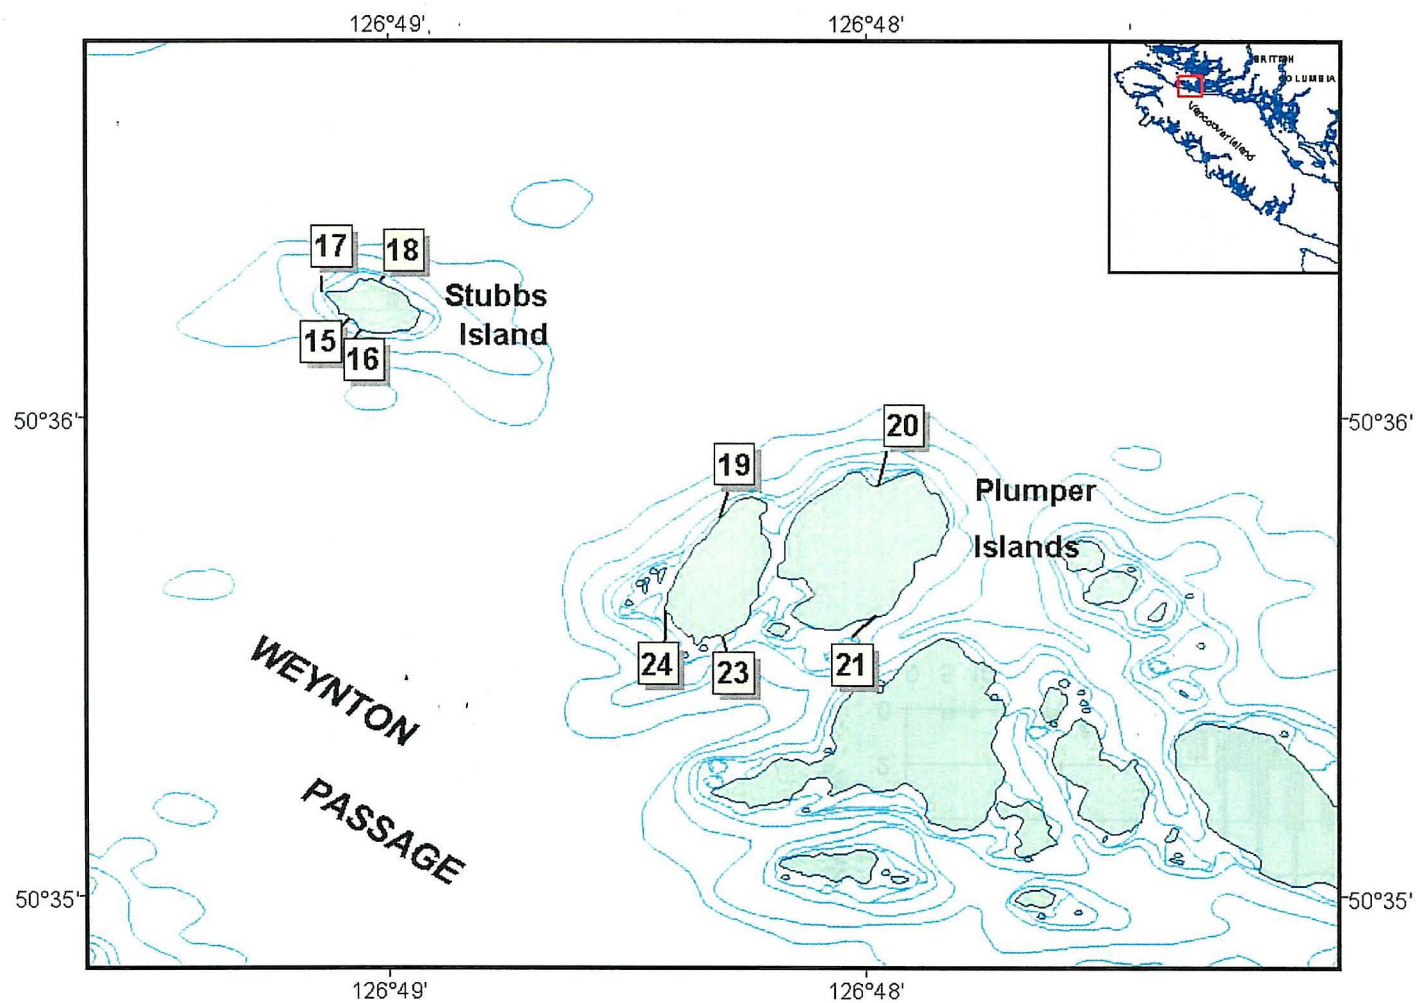 126°49'
126°48'
BRITISH
COLUMBIA
Vancouver Island
17
18
Stubbs
Island
15
16
50°36'
50°36'
20
19
Plumper
Islands
24
23
21
WEYNTON
PASSAGE
50°35'
50°35'
126°49'
126°48'